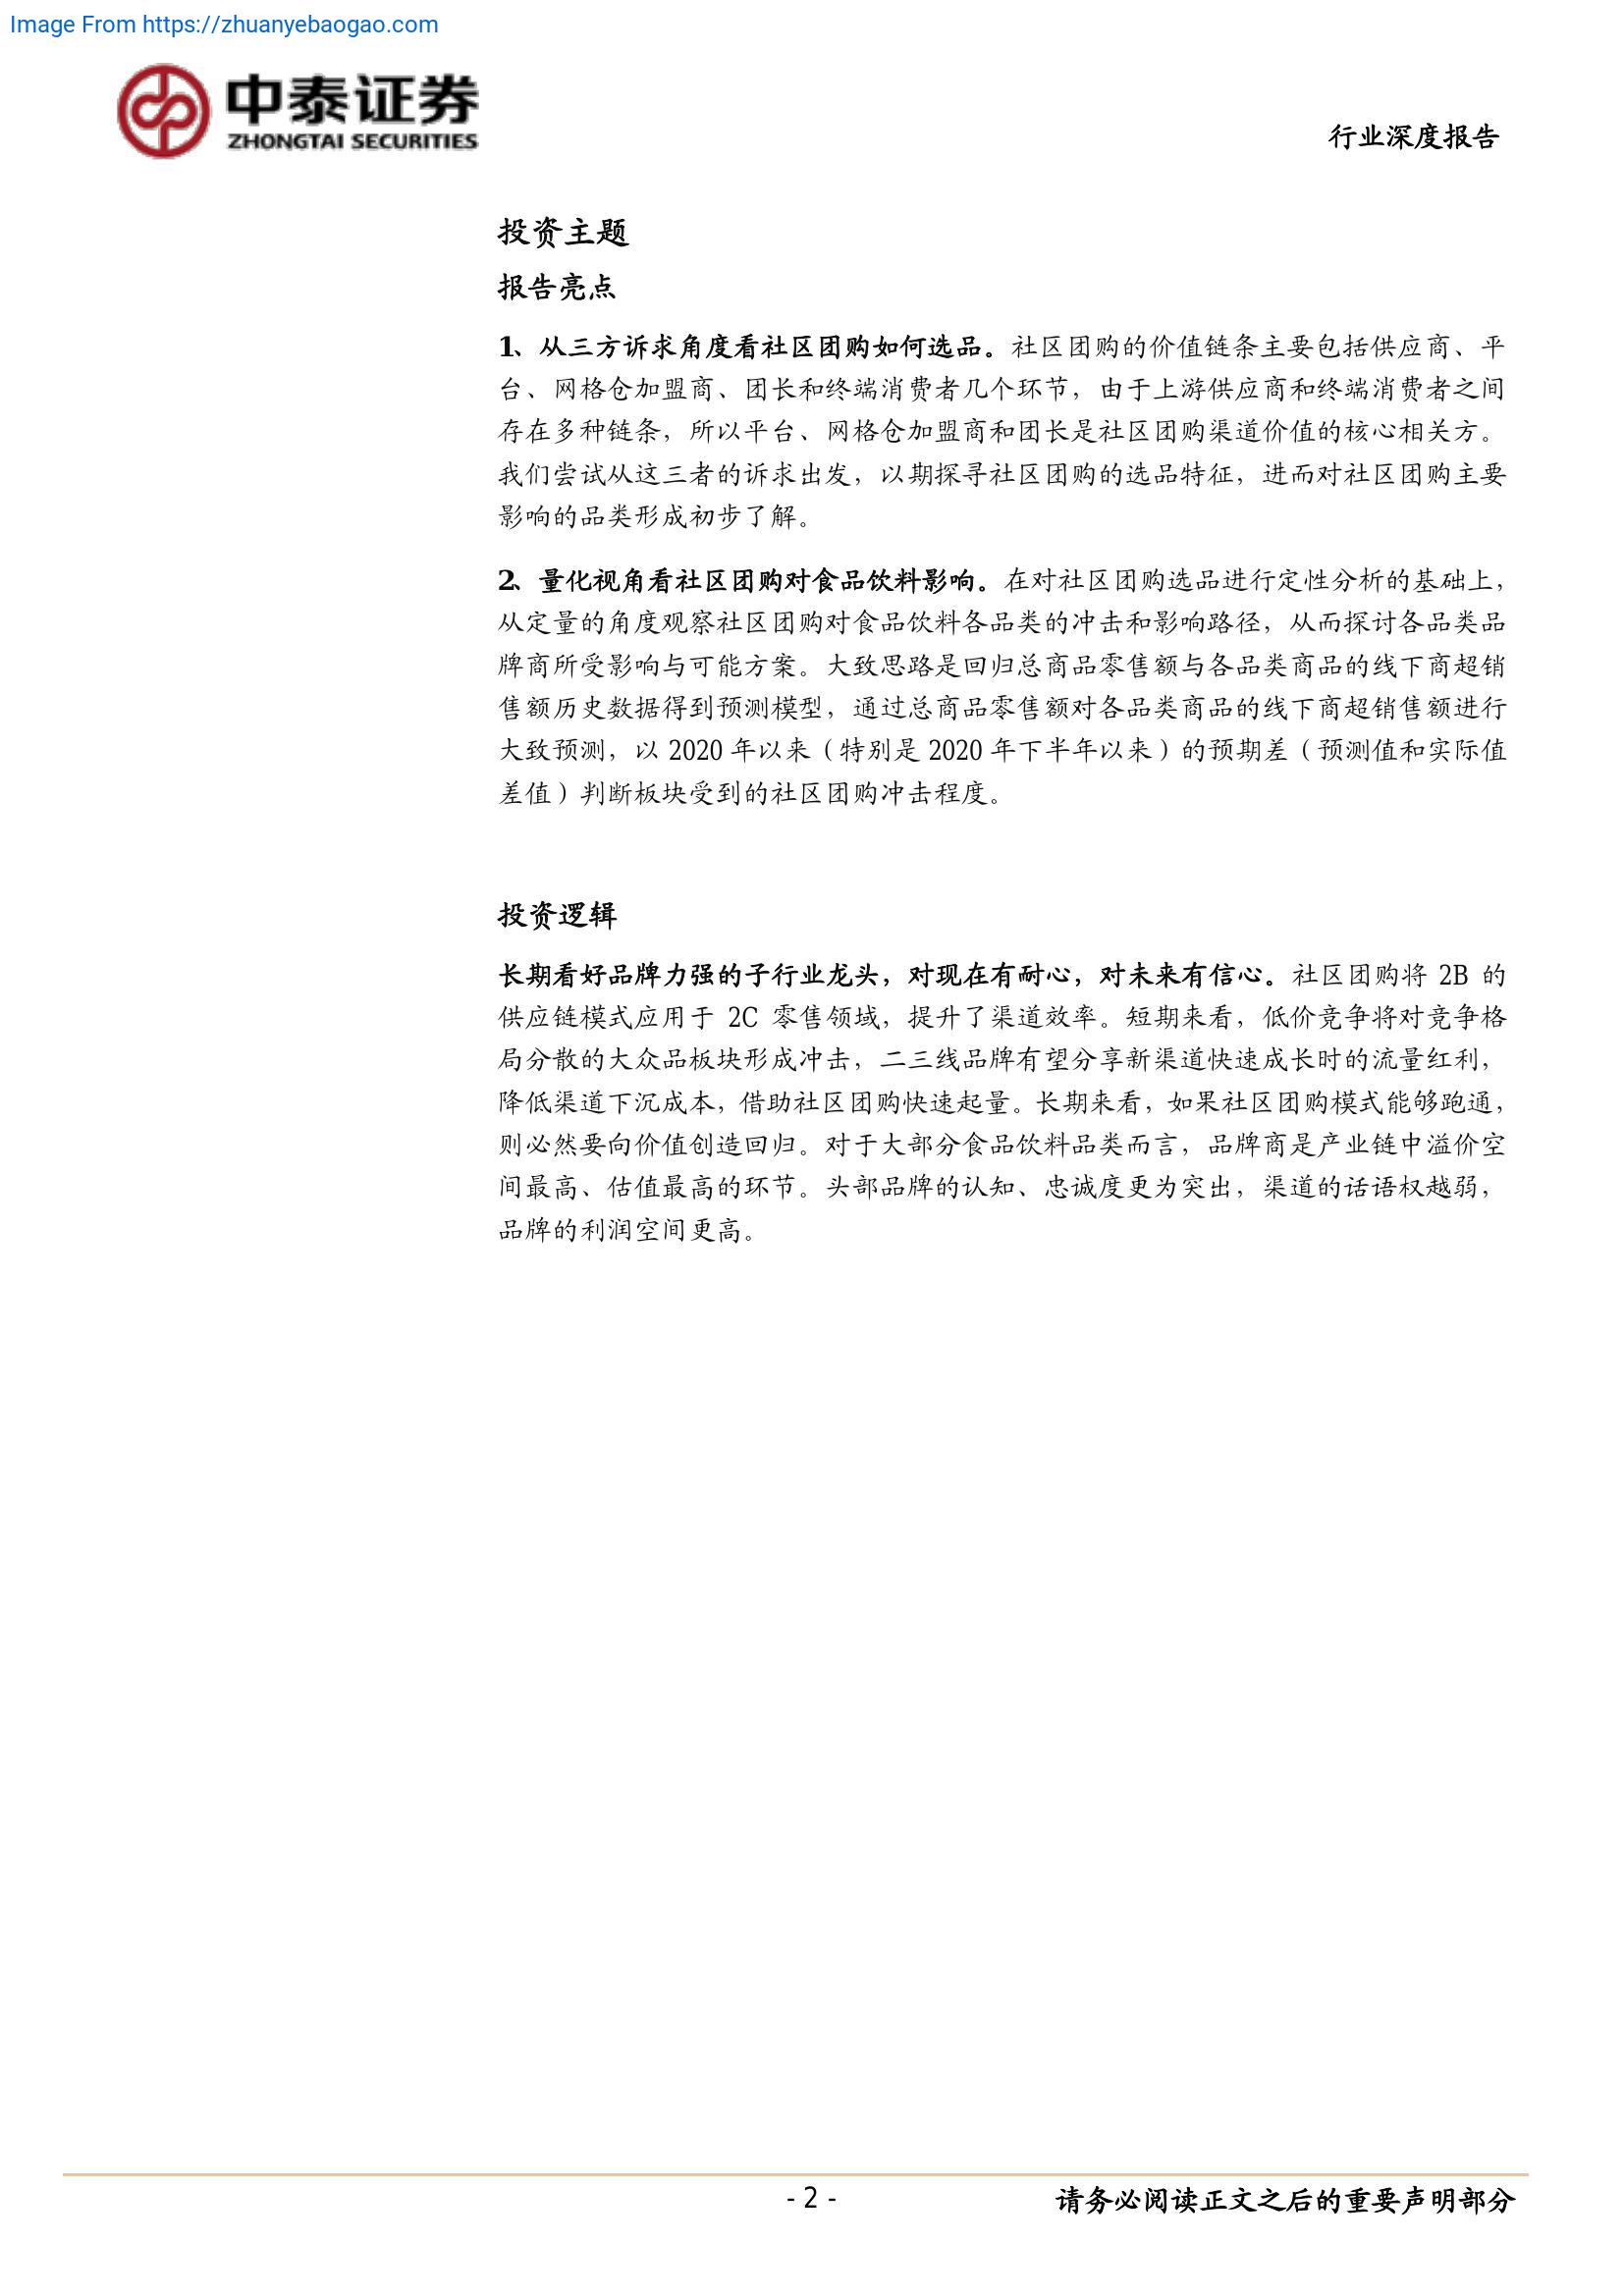 Image From https://zhuanyebaogao.com
中泰证券
ZHONGTAI SECURITIES
行业深度报告
投资主题
报告亮点
1、从三方诉求角度看社区团购如何选品。社区团购的价值链条主要包括供应商、平
台、网格仓加盟商、团长和终端消费者几个环节，由于上游供应商和终端消费者之间
存在多种链条，所以平台、网格仓加盟商和团长是社区团购渠道价值的核心相关方。
我们尝试从这三者的诉求出发，以期探寻社区团购的选品特征，进而对社区团购主要
影响的品类形成初步了解。
2、量化视角看社区团购对食品饮料影响。在对社区团购选品进行定性分析的基础上，
从定量的角度观察社区团购对食品饮料各品类的冲击和影响路径，从而探讨各品类品
牌商所受影响与可能方案。大致思路是回归总商品零售额与各品类商品的线下商超销
售额历史数据得到预测模型，通过总商品零售额对各品类商品的线下商超销售额进行
大致预测，以 2020 年以来（特别是 2020 年下半年以来）的预期差（预测值和实际值
差值）判断板块受到的社区团购冲击程度。
投资逻辑
长期看好品牌力强的子行业龙头，对现在有耐心，对未来有信心。社区团购将 2B 的
供应链模式应用于 2C 零售领域，提升了渠道效率。短期来看，低价竞争将对竞争格
局分散的大众品板块形成冲击，二三线品牌有望分享新渠道快速成长时的流量红利，
降低渠道下沉成本，借助社区团购快速起量。长期来看，如果社区团购模式能够跑通，
则必然要向价值创造回归。对于大部分食品饮料品类而言，品牌商是产业链中溢价空
间最高、估值最高的环节。头部品牌的认知、忠诚度更为突出，渠道的话语权越弱，
品牌的利润空间更高。
- 2 -
请务必阅读正文之后的重要声明部分